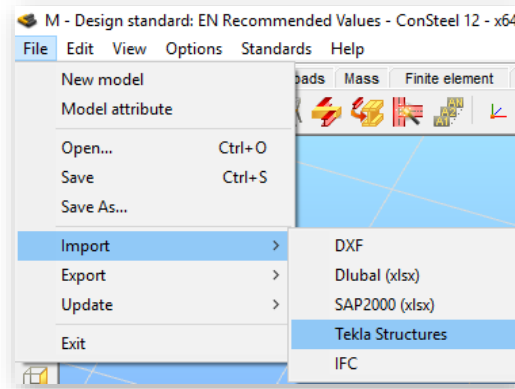 M - Design standard: EN Recommended Values - ConSteel 12 - x64
File Edit View Options Standards Help
Mass Finite element
New model
Model attribute
Open... Ctrl+O
Save Ctrl+S
Save As...
Import >
Export >
Update >
Exit
DXF
Dlubal (xlsx)
SAP2000 (xlsx)
Tekla Structures
IFC